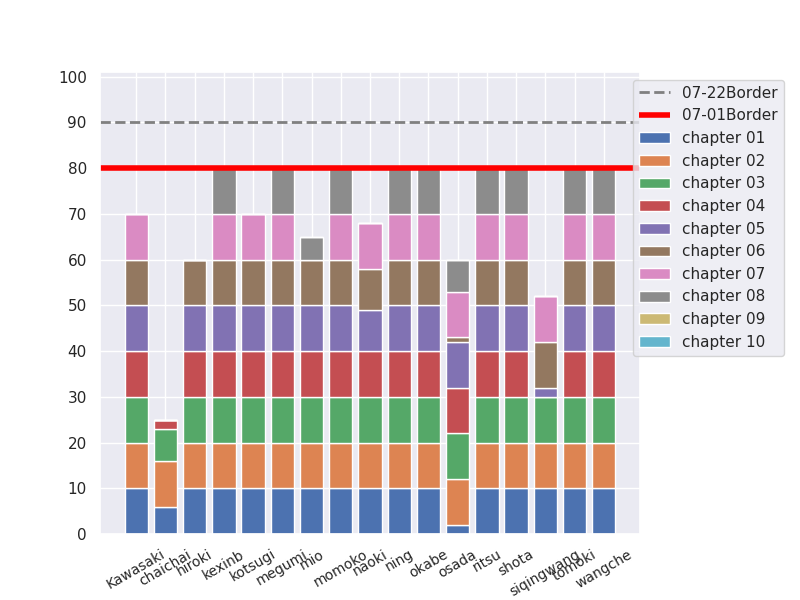 100
90
80
70
60
50
40
30
20
10
0
07-22Border
07-01Border
chapter 01
chapter 02
chapter 03
chapter 04
chapter 05
chapter 06
chapter 07
chapter 08
chapter 09
chapter 10
Kawasaki
chaichai
hiroki
kexinb
kotsugi
megumi
mio
momoko
naoki
ning
okabe
osada
ritsu
shota
siqingwang
tomoki
wangche